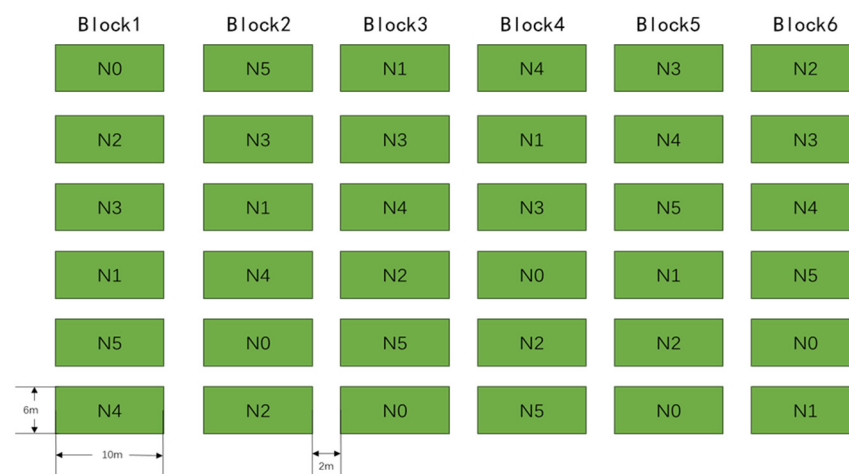 Block1 Block2 Block3 Block4 Block5 Block6
N0 N5 N1 N4 N3 N2
N2 N3 N3 N1 N4 N3
N3 N1 N4 N3 N5 N4
N1 N4 N2 N0 N1 N5
N5 N0 N5 N2 N2 N0
6m N4 N2 N0 N5 N0 N1
10m
2m